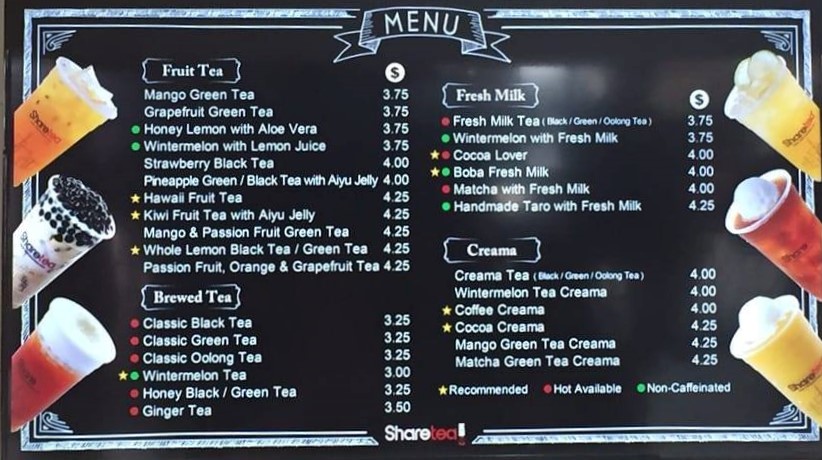 MENU
Fruit Tea $
Mango Green Tea 3.75
Grapefruit Green Tea 3.75
Honey Lemon with Aloe Vera 3.75
Wintermelon with Lemon Juice 3.75
Strawberry Black Tea 4.00
Pineapple Green / Black Tea with Aiyu Jelly 4.00
Hawaii Fruit Tea 4.25
Kiwi Fruit Tea with Aiyu Jelly 4.25
Mango & Passion Fruit Green Tea 4.25
Whole Lemon Black Tea / Green Tea 4.25
Passion Fruit, Orange & Grapefruit Tea 4.25
Brewed Tea
Classic Black Tea 3.25
Classic Green Tea 3.25
Classic Oolong Tea 3.25
Wintermelon Tea 3.00
Honey Black / Green Tea 3.25
Ginger Tea 3.50
Fresh Milk $
Fresh Milk Tea ( Black / Green / Oolong Tea ) 3.75
Wintermelon with Fresh Milk 3.75
Cocoa Lover 4.00
Boba Fresh Milk 4.00
Matcha with Fresh Milk 4.00
Handmade Taro with Fresh Milk 4.25
Creama
Creama Tea ( Black / Green / Oolong Tea ) 4.00
Wintermelon Tea Creama 4.00
Coffee Creama 4.00
Cocoa Creama 4.25
Mango Green Tea Creama 4.25
Matcha Green Tea Creama 4.25
Recommended Hot Available Non-Caffeinated
Sharetea